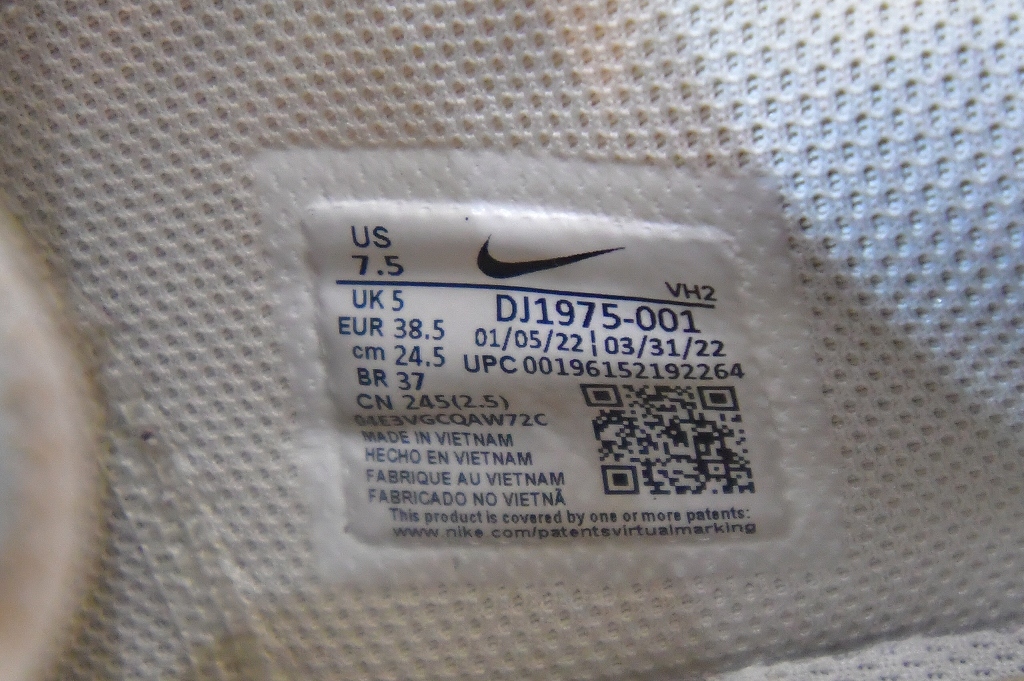 US
7.5
VH2
UK 5
DJ1975-001
EUR 38.5
01/05/22 | 03/31/22
cm 24.5
UPC 00196152192264
BR 37
CN 245(2.5)
04E3VGCQAW72C
MADE IN VIETNAM
HECHO EN VIETNAM
FABRIQUE AU VIETNAM
FABRICADO NO VIETNÃ
This product is covered by one or more patents:
www.nike.com/patentsvirtualmarking